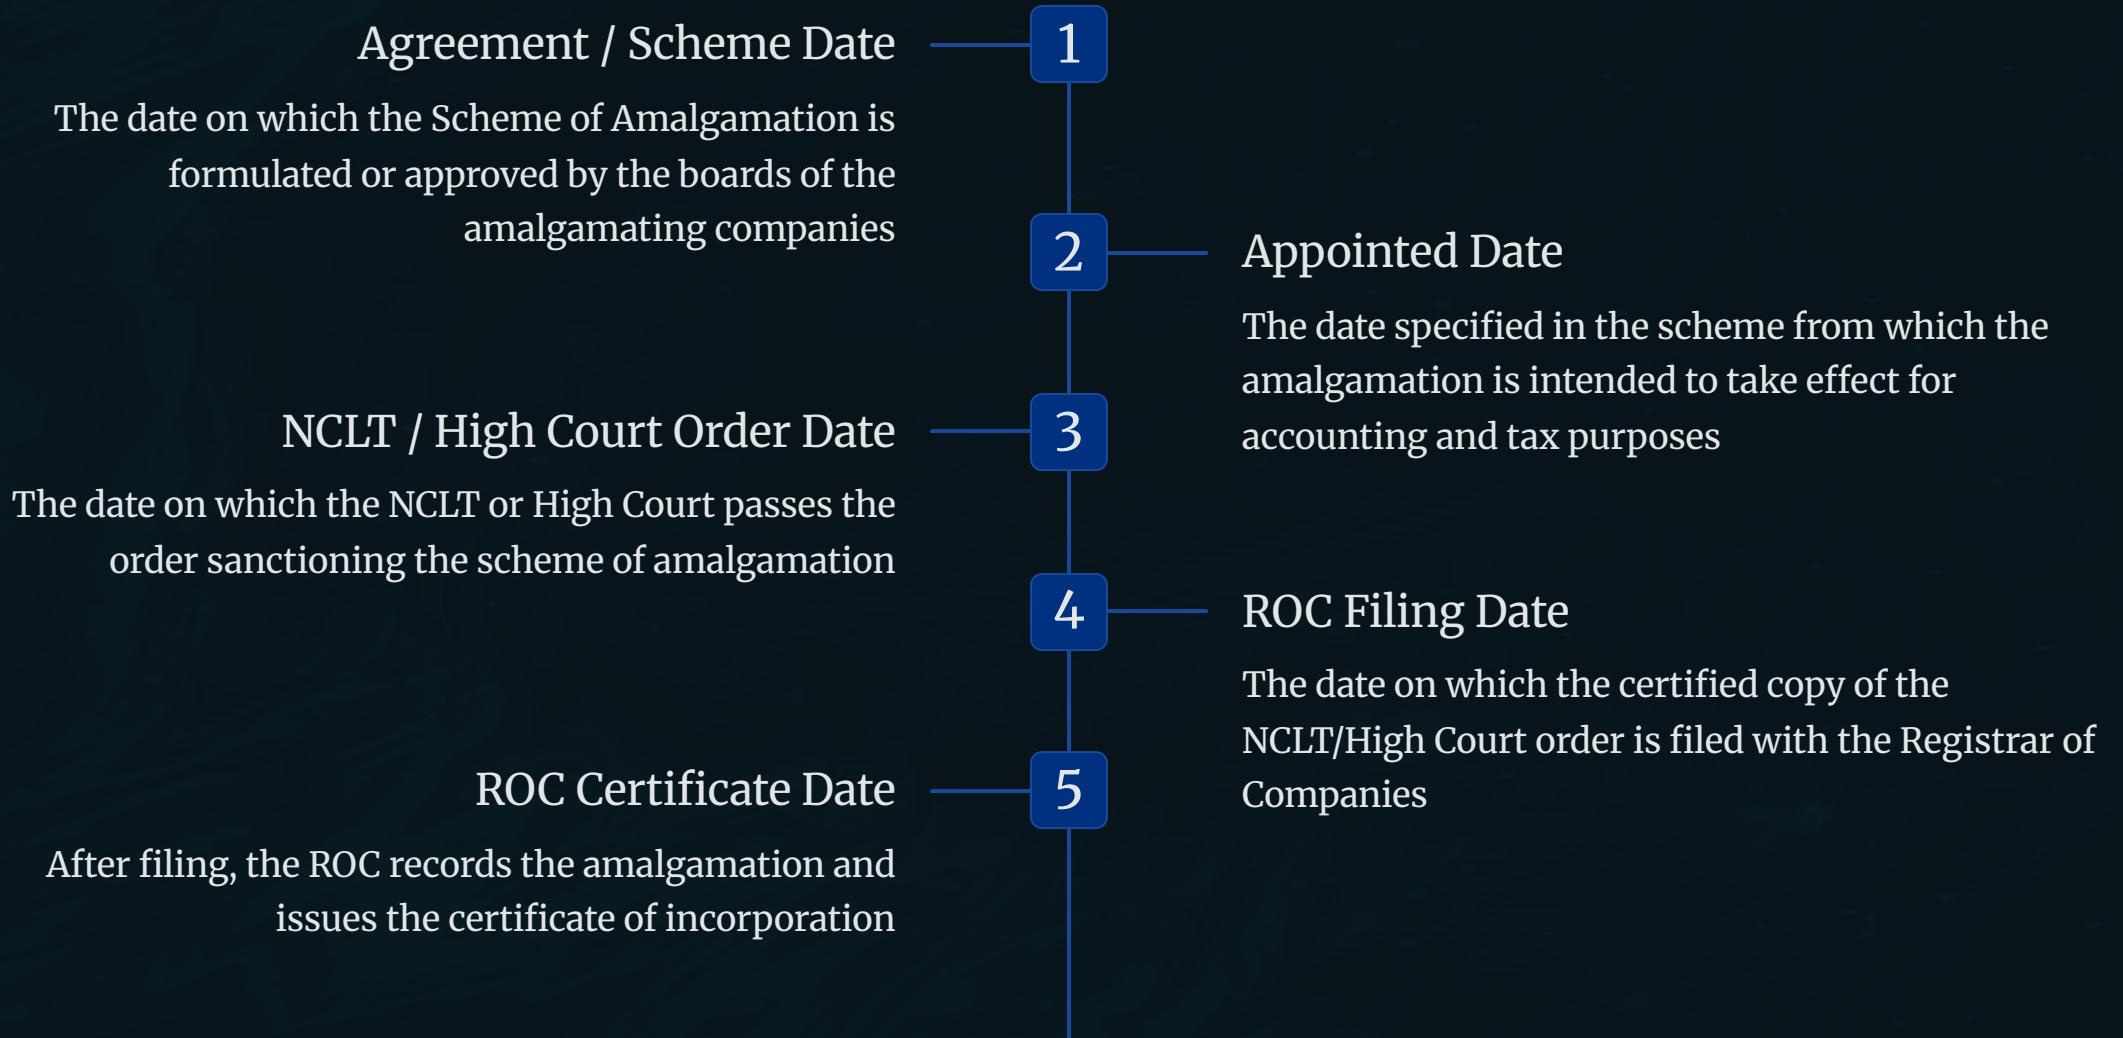 1
Agreement / Scheme Date
The date on which the Scheme of Amalgamation is
formulated or approved by the boards of the
amalgamating companies
2
Appointed Date
The date specified in the scheme from which the
amalgamation is intended to take effect for
accounting and tax purposes
3
NCLT / High Court Order Date
The date on which the NCLT or High Court passes the
order sanctioning the scheme of amalgamation
4
ROC Filing Date
The date on which the certified copy of the
NCLT/High Court order is filed with the Registrar of
Companies
5
ROC Certificate Date
After filing, the ROC records the amalgamation and
issues the certificate of incorporation